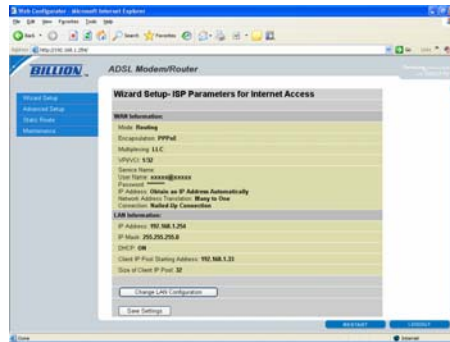 Web Configurator - Microsoft Internet Explorer
File Edit View Favorites Tools Help
Back Search Favorites
BILLION
ADSL Modem/Router
Wizard Setup
Advanced Setup
Static Route
Maintenance
Wizard Setup- ISP Parameters for Internet Access
WAN Information:
Mode: Routing
Encapsulation: PPPoE
Multiplexing: LLC
VPI/VCI: 1/32
Service Name:
User Name: xxxxx@xxxxx
Password: *******
IP Address: Obtain an IP Address Automatically
Network Address Translation: Many to One
Connection: Nailed-Up Connection
LAN Information:
IP Address: 192.168.1.254
IP Mask: 255.255.255.0
DHCP: ON
Client IP Pool Starting Address: 192.168.1.33
Size of Client IP Pool: 32
Change LAN Configuration
Save Settings
RESTART LOGOUT
Done Internet